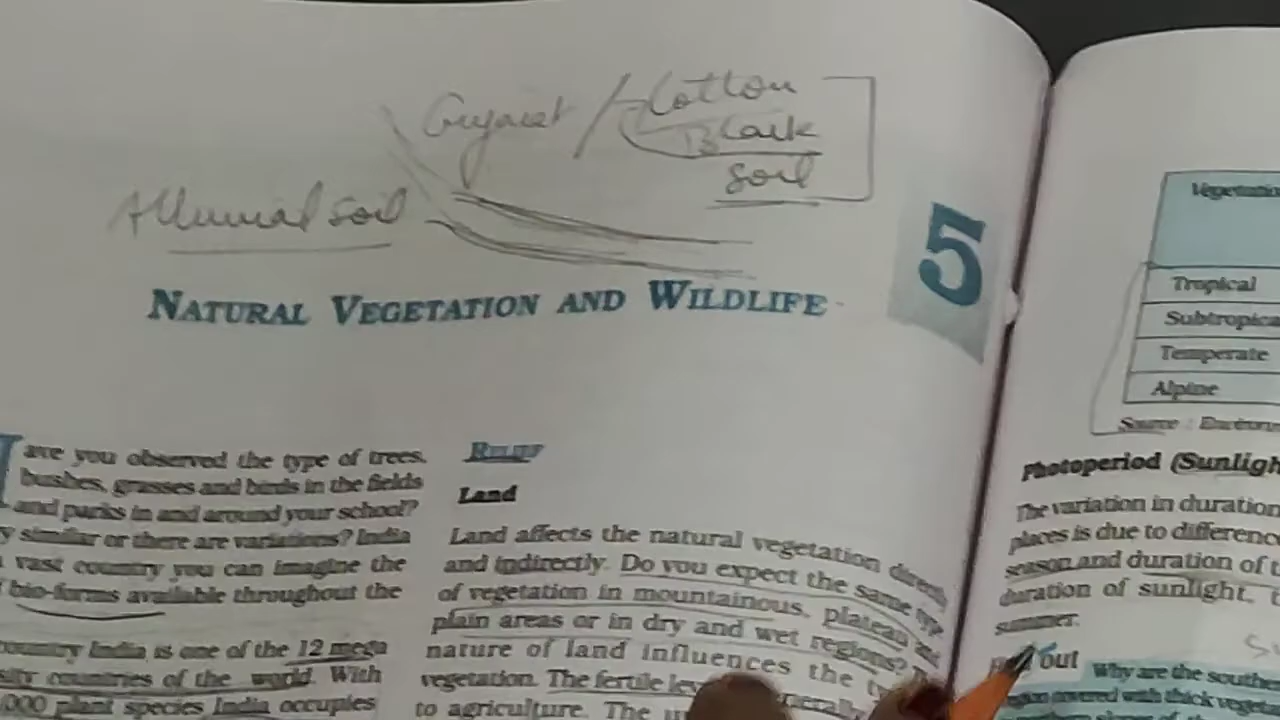 Gujarat / Cotton
Black
soil
Alluvial soil
5
NATURAL VEGETATION AND WILDLIFE
ave you observed the type of trees,
bushes, grasses and birds in the fields
and parks in and around your school?
similar or there are variations? India
vast country you can imagine the
bio-forms available throughout the
country India is one of the 12 mega
countries of the world. With
000 plant species India occupies
RELIEF
Land
Land affects the natural vegetation directly
and indirectly. Do you expect the same type
of vegetation in mountainous, plateau and
plain areas or in dry and wet regions? The
nature of land influences the
vegetation. The fertile
to agriculture. The
Tropical
Temperate
Alpine
Source :
Photoperiod
The variation in duration
places is due to
season and duration of
duration of sunlight,
summer.
out
Why are the
covered with thick